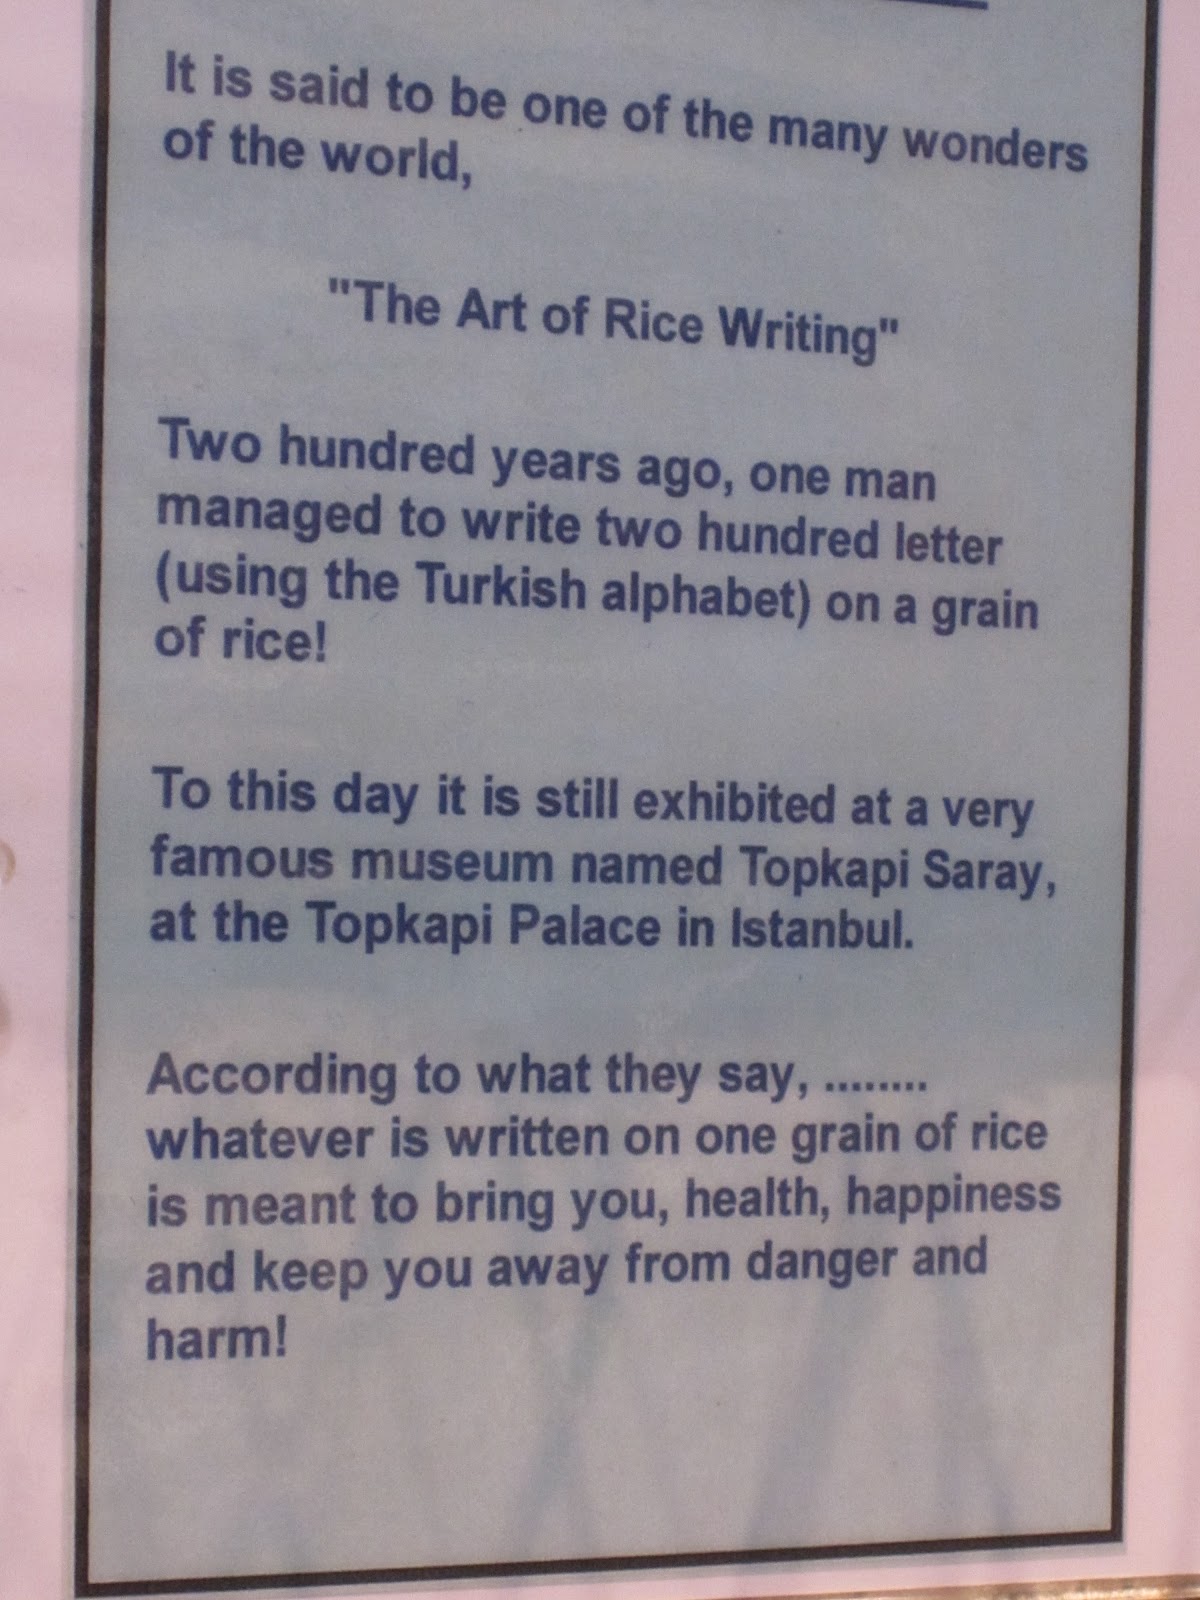 It is said to be one of the many wonders
of the world,
"The Art of Rice Writing"
Two hundred years ago, one man
managed to write two hundred letter
(using the Turkish alphabet) on a grain
of rice!
To this day it is still exhibited at a very
famous museum named Topkapi Saray,
at the Topkapi Palace in Istanbul.
According to what they say, ........
whatever is written on one grain of rice
is meant to bring you, health, happiness
and keep you away from danger and
harm!